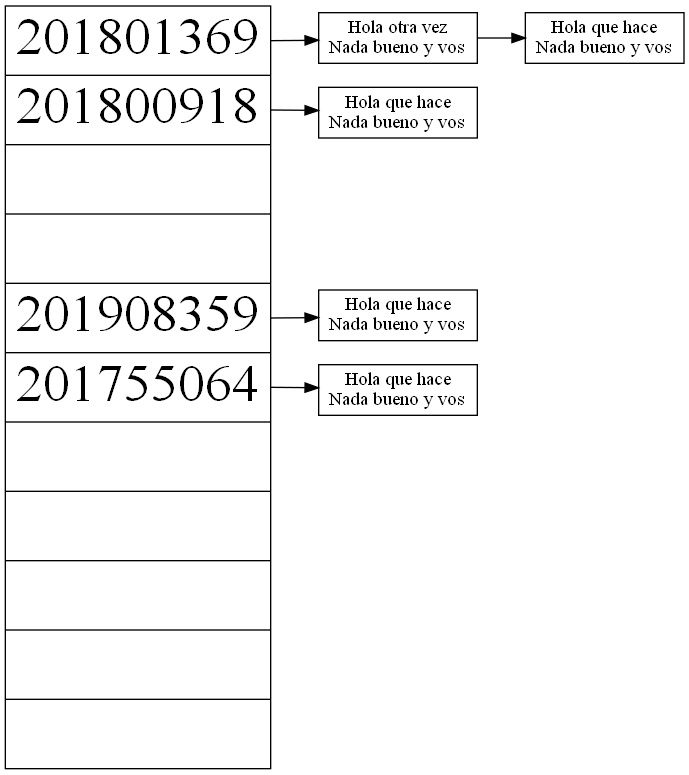 201801369
Hola otra vez
Nada bueno y vos
Hola que hace
Nada bueno y vos
201800918
Hola que hace
Nada bueno y vos
201908359
Hola que hace
Nada bueno y vos
201755064
Hola que hace
Nada bueno y vos